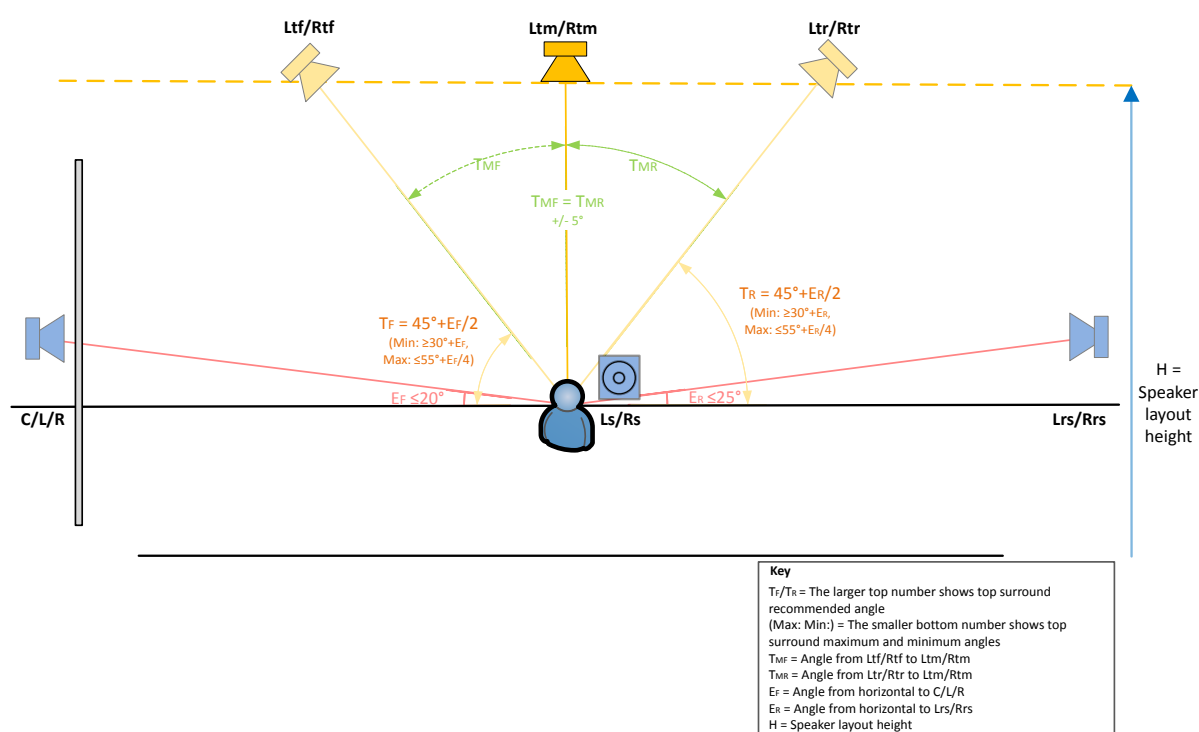 Ltf/Rtf
Ltm/Rtm
Ltr/Rtr
TMF
TMR
TMF = TMR
+/- 5°
TF = 45°+EF/2
(Min: ≥30°+EF,
Max: ≤55°+EF/4)
TR = 45°+ER/2
(Min: ≥30°+ER,
Max: ≤55°+ER/4)
EF ≤20°
ER ≤25°
C/L/R
Ls/Rs
Lrs/Rrs
H =
Speaker
layout
height
Key
TF/TR = The larger top number shows top surround
recommended angle
(Max: Min:) = The smaller bottom number shows top
surround maximum and minimum angles
TMF = Angle from Ltf/Rtf to Ltm/Rtm
TMR = Angle from Ltr/Rtr to Ltm/Rtm
EF = Angle from horizontal to C/L/R
ER = Angle from horizontal to Lrs/Rrs
H = Speaker layout height